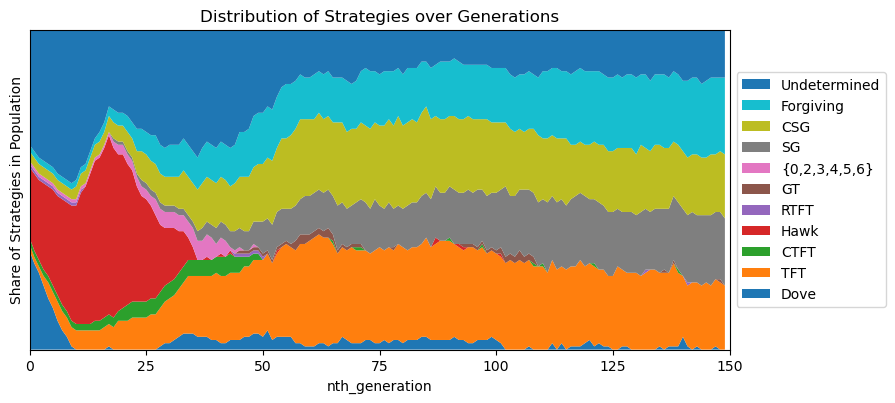 Distribution of Strategies over Generations
Share of Strategies in Population
0
25
50
75
100
125
150
nth_generation
Undetermined
Forgiving
CSG
SG
{0,2,3,4,5,6}
GT
RTFT
Hawk
CTFT
TFT
Dove